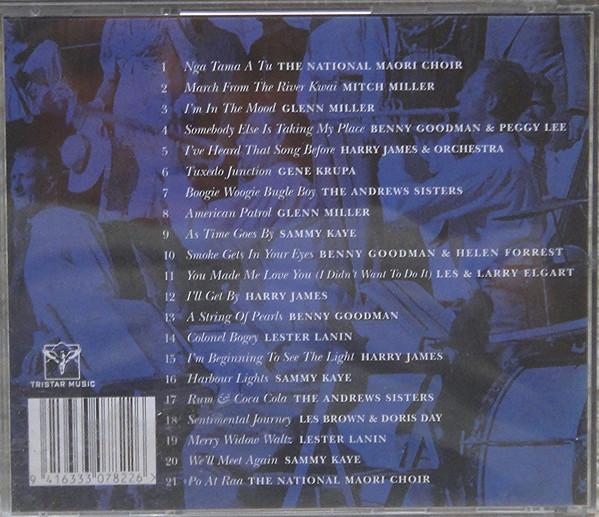 1 Nga Tama A Tu THE NATIONAL MAORI CHOIR
2 March From The River Kwai MITCH MILLER
3 I'm In The Mood GLENN MILLER
4 Somebody Else Is Taking My Place BENNY GOODMAN & PEGGY LEE
5 I've Heard That Song Before HARRY JAMES & ORCHESTRA
6 Tuxedo Junction GENE KRUPA
7 Boogie Woogie Bugle Boy THE ANDREWS SISTERS
8 American Patrol GLENN MILLER
9 As Time Goes By SAMMY KAYE
10 Smoke Gets In Your Eyes BENNY GOODMAN & HELEN FORREST
11 You Made Me Love You (I Didn't Want To Do It) LES & LARRY ELGART
12 I'll Get By HARRY JAMES
13 A String Of Pearls BENNY GOODMAN
14 Colonel Bogey LESTER LANIN
15 I'm Beginning To See The Light HARRY JAMES
16 Harbour Lights SAMMY KAYE
17 Rum & Coca Cola THE ANDREWS SISTERS
18 Sentimental Journey LES BROWN & DORIS DAY
19 Merry Widow Waltz LESTER LANIN
20 We'll Meet Again SAMMY KAYE
21 Po At Raa THE NATIONAL MAORI CHOIR
TRISTAR MUSIC
9 416333 078226 >